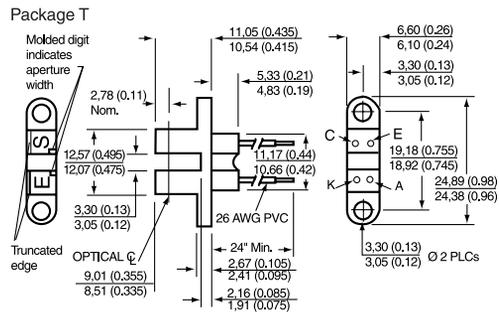 Package T
Molded digit
indicates
aperture
width
11,05 (0.435)
10,54 (0.415)
6,60 (0.26)
6,10 (0.24)
5,33 (0.21)
4,83 (0.19)
3,30 (0.13)
3,05 (0.12)
2,78 (0.11)
Nom.
S
E
C
E
K
A
12,57 (0.495)
12,07 (0.475)
11,17 (0.44)
10,66 (0.42)
19,18 (0.755)
18,92 (0.745)
24,89 (0.98)
24,38 (0.96)
3,30 (0.13)
3,05 (0.12)
26 AWG PVC
Truncated
edge
OPTICAL ℄
24" Min.
9,01 (0.355)
8,51 (0.335)
2,67 (0.105)
2,41 (0.095)
2,16 (0.085)
1,91 (0.075)
3,30 (0.13)
3,05 (0.12)
Ø 2 PLCs